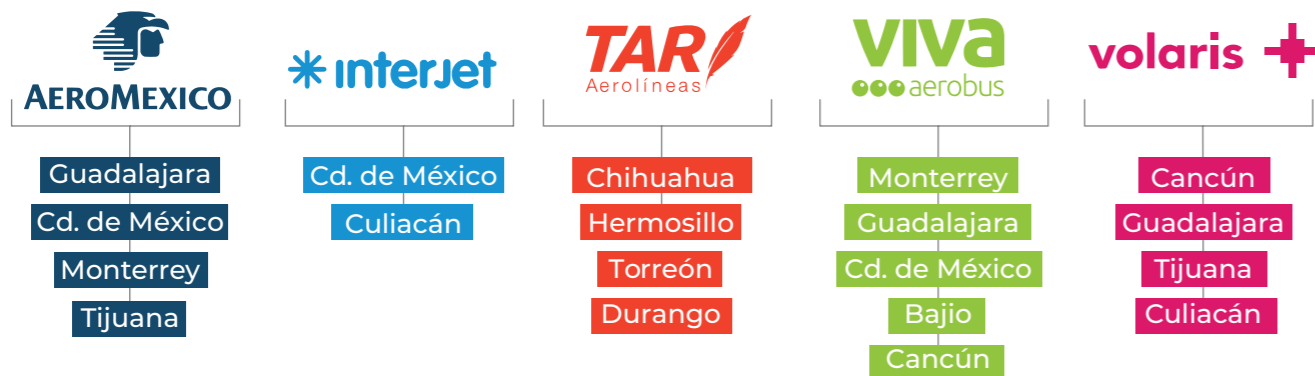 AEROMEXICO
Guadalajara
Cd. de México
Monterrey
Tijuana
interjet
Cd. de México
Culiacán
TAR
Aerolíneas
Chihuahua
Hermosillo
Torreón
Durango
VIVa
aerobus
Monterrey
Guadalajara
Cd. de México
Bajio
Cancún
volaris
Cancún
Guadalajara
Tijuana
Culiacán